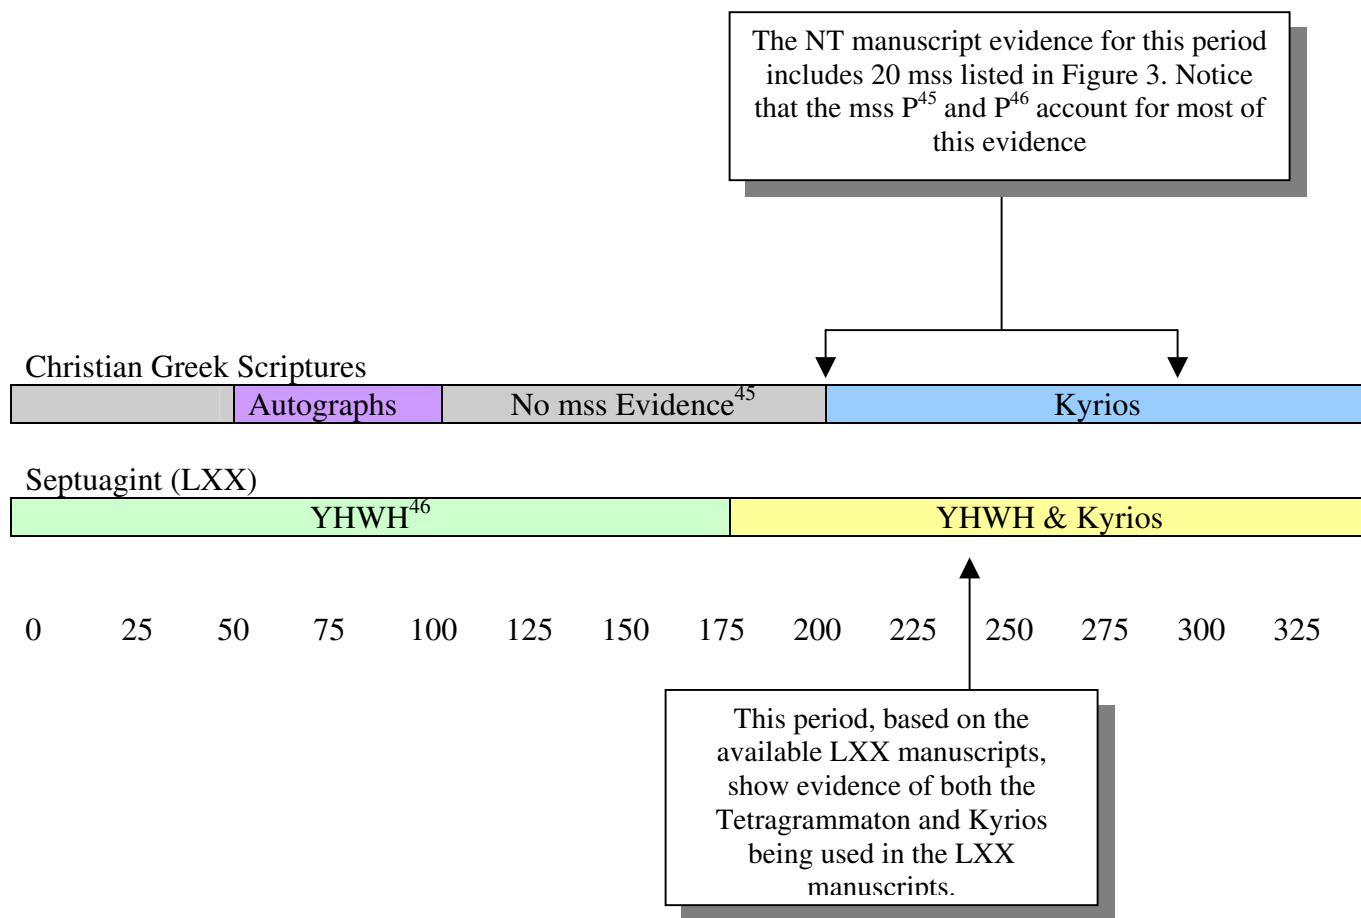 The NT manuscript evidence for this period
includes 20 mss listed in Figure 3. Notice
that the mss P45 and P46 account for most of
this evidence
Christian Greek Scriptures
Autographs No mss Evidence45 Kyrios
Septuagint (LXX)
YHWH46 YHWH & Kyrios
0 25 50 75 100 125 150 175 200 225 250 275 300 325
This period, based on the
available LXX manuscripts,
show evidence of both the
Tetragrammaton and Kyrios
being used in the LXX
manuscripts.